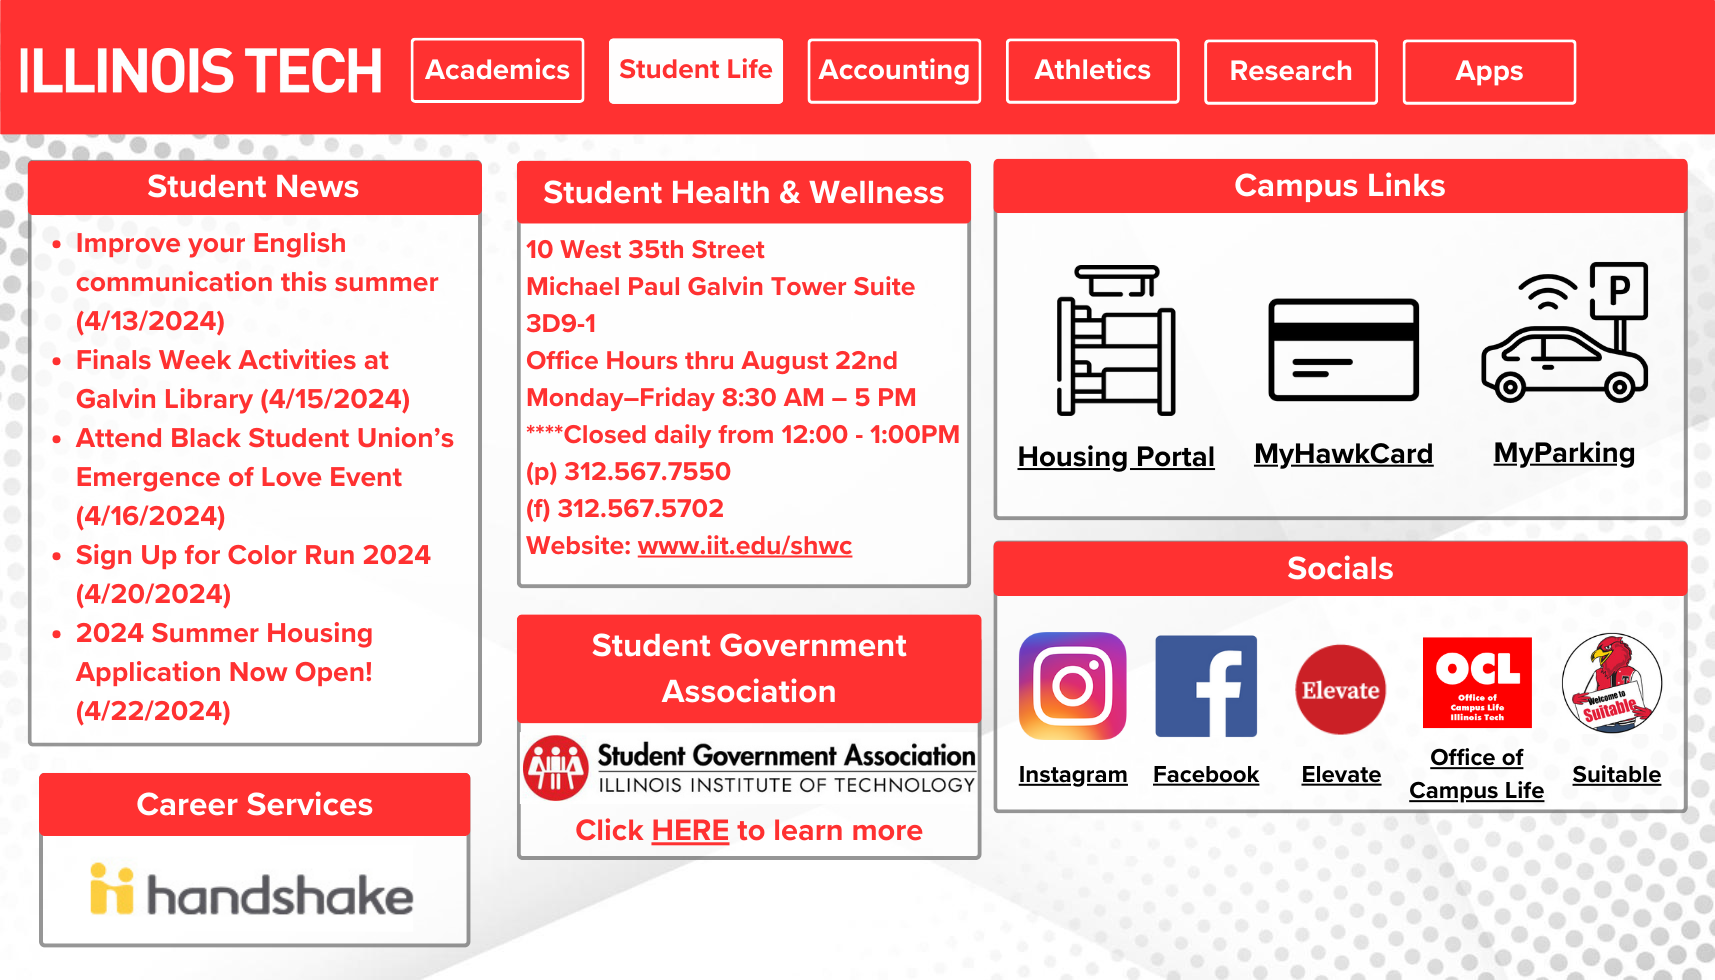 ILLINOIS TECH
Academics
Student Life
Accounting
Athletics
Research
Apps
Student News
• Improve your English
communication this summer
(4/13/2024)
• Finals Week Activities at
Galvin Library (4/15/2024)
• Attend Black Student Union's
Emergence of Love Event
(4/16/2024)
• Sign Up for Color Run 2024
(4/20/2024)
• 2024 Summer Housing
Application Now Open!
(4/22/2024)
Career Services
handshake
Student Health & Wellness
10 West 35th Street
Michael Paul Galvin Tower Suite
3D9-1
Office Hours thru August 22nd
Monday–Friday 8:30 AM – 5 PM
****Closed daily from 12:00 - 1:00PM
(p) 312.567.7550
(f) 312.567.5702
Website: www.iit.edu/shwc
Student Government
Association
Student Government Association
ILLINOIS INSTITUTE OF TECHNOLOGY
Click HERE to learn more
Campus Links
P
Housing Portal
MyHawkCard
MyParking
Socials
Elevate
OCL
Office of
Campus Life
Illinois Tech
Welcome to
Suitable
Instagram
Facebook
Elevate
Office of
Campus Life
Suitable